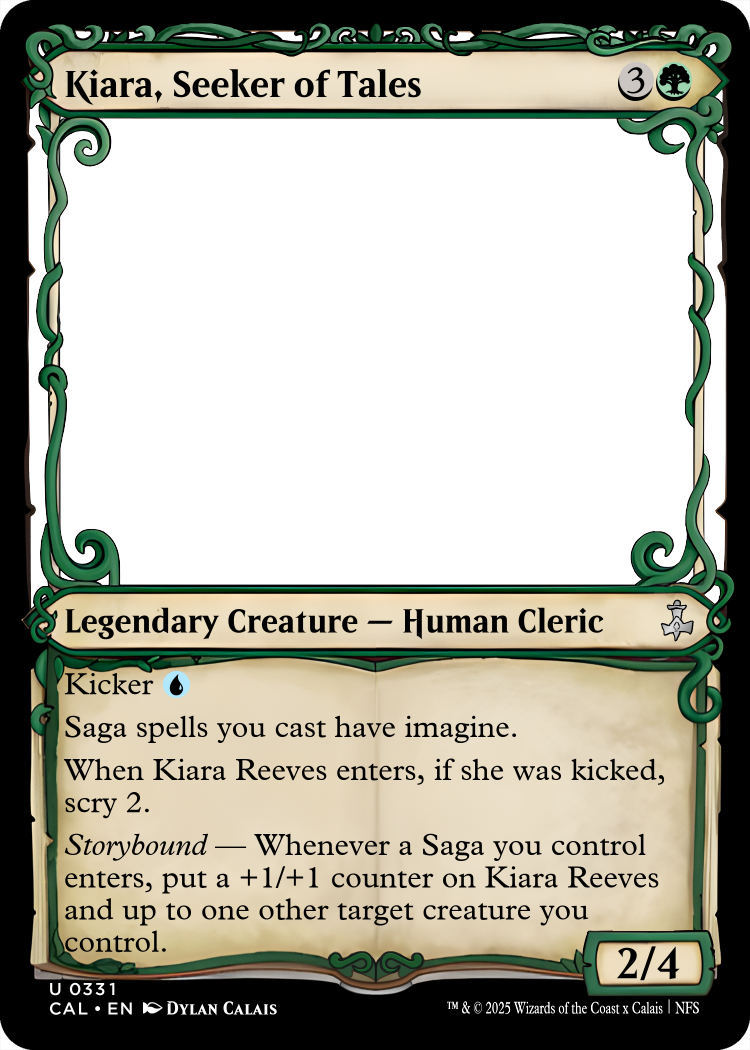 Kiara, Seeker of Tales 3
Legendary Creature — Human Cleric
Kicker
Saga spells you cast have imagine.
When Kiara Reeves enters, if she was kicked,
scry 2.
Storybound — Whenever a Saga you control
enters, put a +1/+1 counter on Kiara Reeves
and up to one other target creature you
control.
2/4
U 0331
CAL • EN DYLAN CALAIS
™ & © 2025 Wizards of the Coast x Calais | NFS